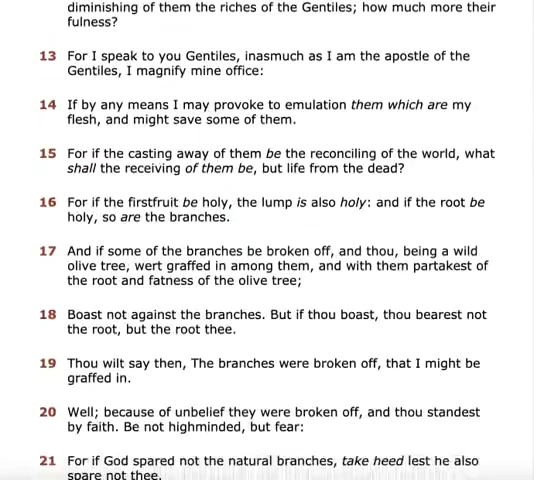 diminishing of them the riches of the Gentiles; how much more their
fulness?
13 For I speak to you Gentiles, inasmuch as I am the apostle of the
Gentiles, I magnify mine office:
14 If by any means I may provoke to emulation them which are my
flesh, and might save some of them.
15 For if the casting away of them be the reconciling of the world, what
shall the receiving of them be, but life from the dead?
16 For if the firstfruit be holy, the lump is also holy: and if the root be
holy, so are the branches.
17 And if some of the branches be broken off, and thou, being a wild
olive tree, wert graffed in among them, and with them partakest of
the root and fatness of the olive tree;
18 Boast not against the branches. But if thou boast, thou bearest not
the root, but the root thee.
19 Thou wilt say then, The branches were broken off, that I might be
graffed in.
20 Well; because of unbelief they were broken off, and thou standest
by faith. Be not highminded, but fear:
21 For if God spared not the natural branches, take heed lest he also
spare not thee.